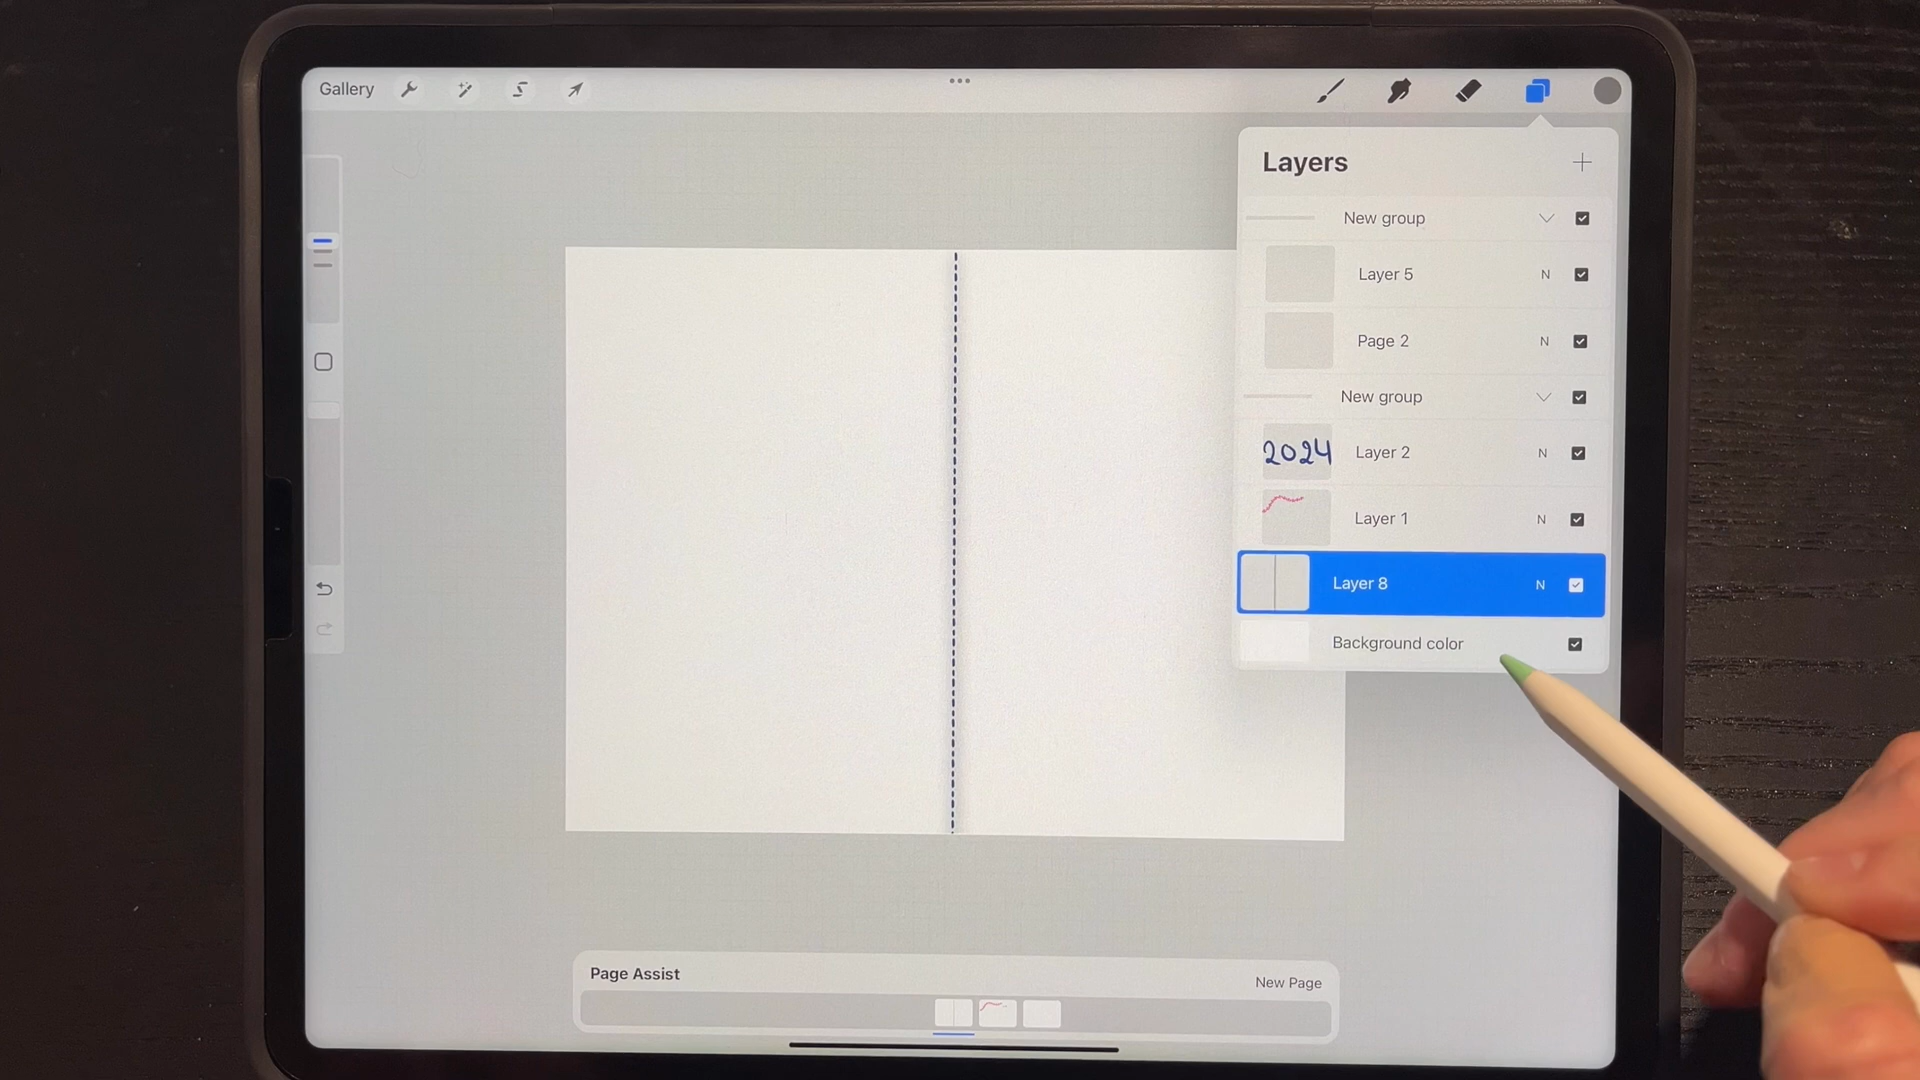 Gallery
Layers
New group
Layer 5 N
Page 2 N
New group
2024 Layer 2 N
Layer 1 N
Layer 8 N
Background color
Page Assist
New Page